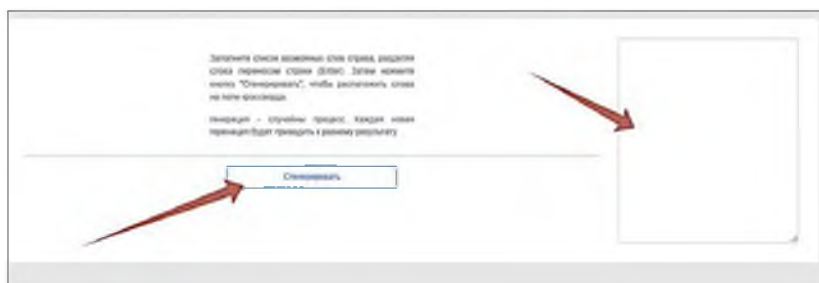 Заполните список возможных слов справа, разделяя
слова переносом строки (Enter). Затем нажмите
кнопку "Сгенерировать", чтобы расположить слова
на поле кроссворда.
Генерация - случайны процесс. Каждая новая
генерация будет приводить к разному результату
Сгенерировать